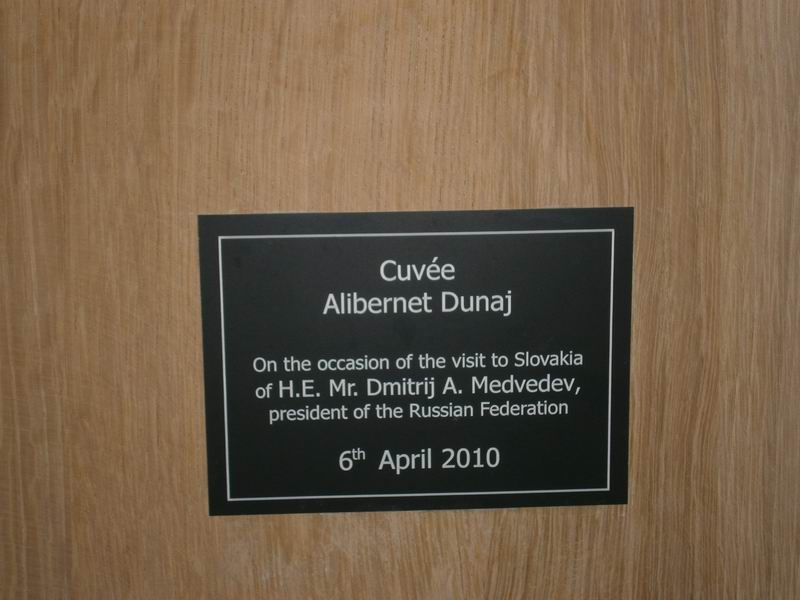 Cuvée
Alibernet Dunaj
On the occasion of the visit to Slovakia
of H.E. Mr. Dmitrij A. Medvedev,
president of the Russian Federation
6th April 2010